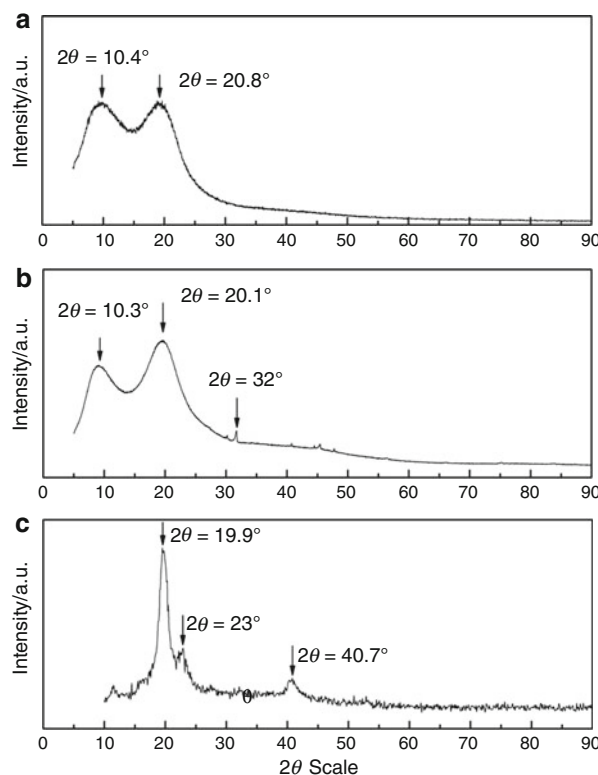 a
2θ = 10.4°
2θ = 20.8°
Intensity/a.u.
0 10 20 30 40 50 60 70 80 90
b
2θ = 10.3°
2θ = 20.1°
2θ = 32°
Intensity/a.u.
0 10 20 30 40 50 60 70 80 90
c
2θ = 19.9°
2θ = 23°
2θ = 40.7°
Intensity/a.u.
θ
0 10 20 30 40 50 60 70 80 90
2θ Scale